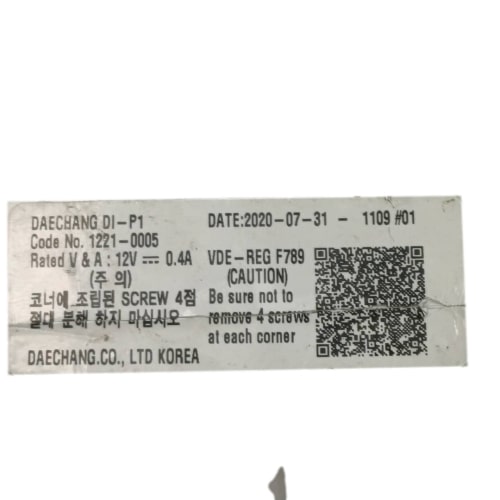 DAECHANG DI-P1
DATE:2020-07-31 - 1109 #01
Code No. 1221-0005
Rated V & A : 12V ⎓ 0.4A
(주 의)
코너에 조립된 SCREW 4점
절대 분해 하지 마십시오
DAECHANG.CO., LTD KOREA
VDE-REG F789
(CAUTION)
Be sure not to
remove 4 screws
at each corner